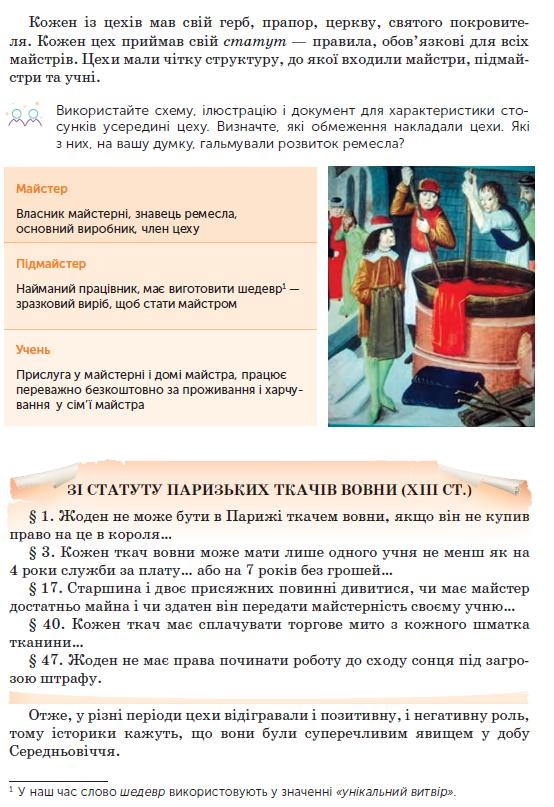 Кожен із цехів мав свій герб, прапор, церкву, святого покровите-
ля. Кожен цех приймав свій статут — правила, обов’язкові для всіх
майстрів. Цехи мали чітку структуру, до якої входили майстри, підмай-
стри та учні.
Використайте схему, ілюстрацію і документ для характеристики сто-
сунків усередині цеху. Визначте, які обмеження накладали цехи. Які
з них, на вашу думку, гальмували розвиток ремесла?
Майстер
Власник майстерні, знавець ремесла,
основний виробник, член цеху
Підмайстер
Найманий працівник, має виготовити шедевр¹ —
зразковий виріб, щоб стати майстром
Учень
Прислуга у майстерні і домі майстра, працює
переважно безкоштовно за проживання і харчу-
вання у сім’ї майстра
ЗІ СТАТУТУ ПАРИЗЬКИХ ТКАЧІВ ВОВНИ (XIII СТ.)
§ 1. Жоден не може бути в Парижі ткачем вовни, якщо він не купив
право на це в короля...
§ 3. Кожен ткач вовни може мати лише одного учня не менш як на
4 роки служби за плату... або на 7 років без грошей...
§ 17. Старшина і двоє присяжних повинні дивитися, чи має майстер
достатньо майна і чи здатен він передати майстерність своєму учню...
§ 40. Кожен ткач має сплачувати торгове мито з кожного шматка
тканини...
§ 47. Жоден не має права починати роботу до сходу сонця під загро-
зою штрафу.
Отже, у різні періоди цехи відігравали і позитивну, і негативну роль,
тому історики кажуть, що вони були суперечливим явищем у добу
Середньовіччя.
¹ У наш час слово шедевр використовують у значенні «унікальний витвір».